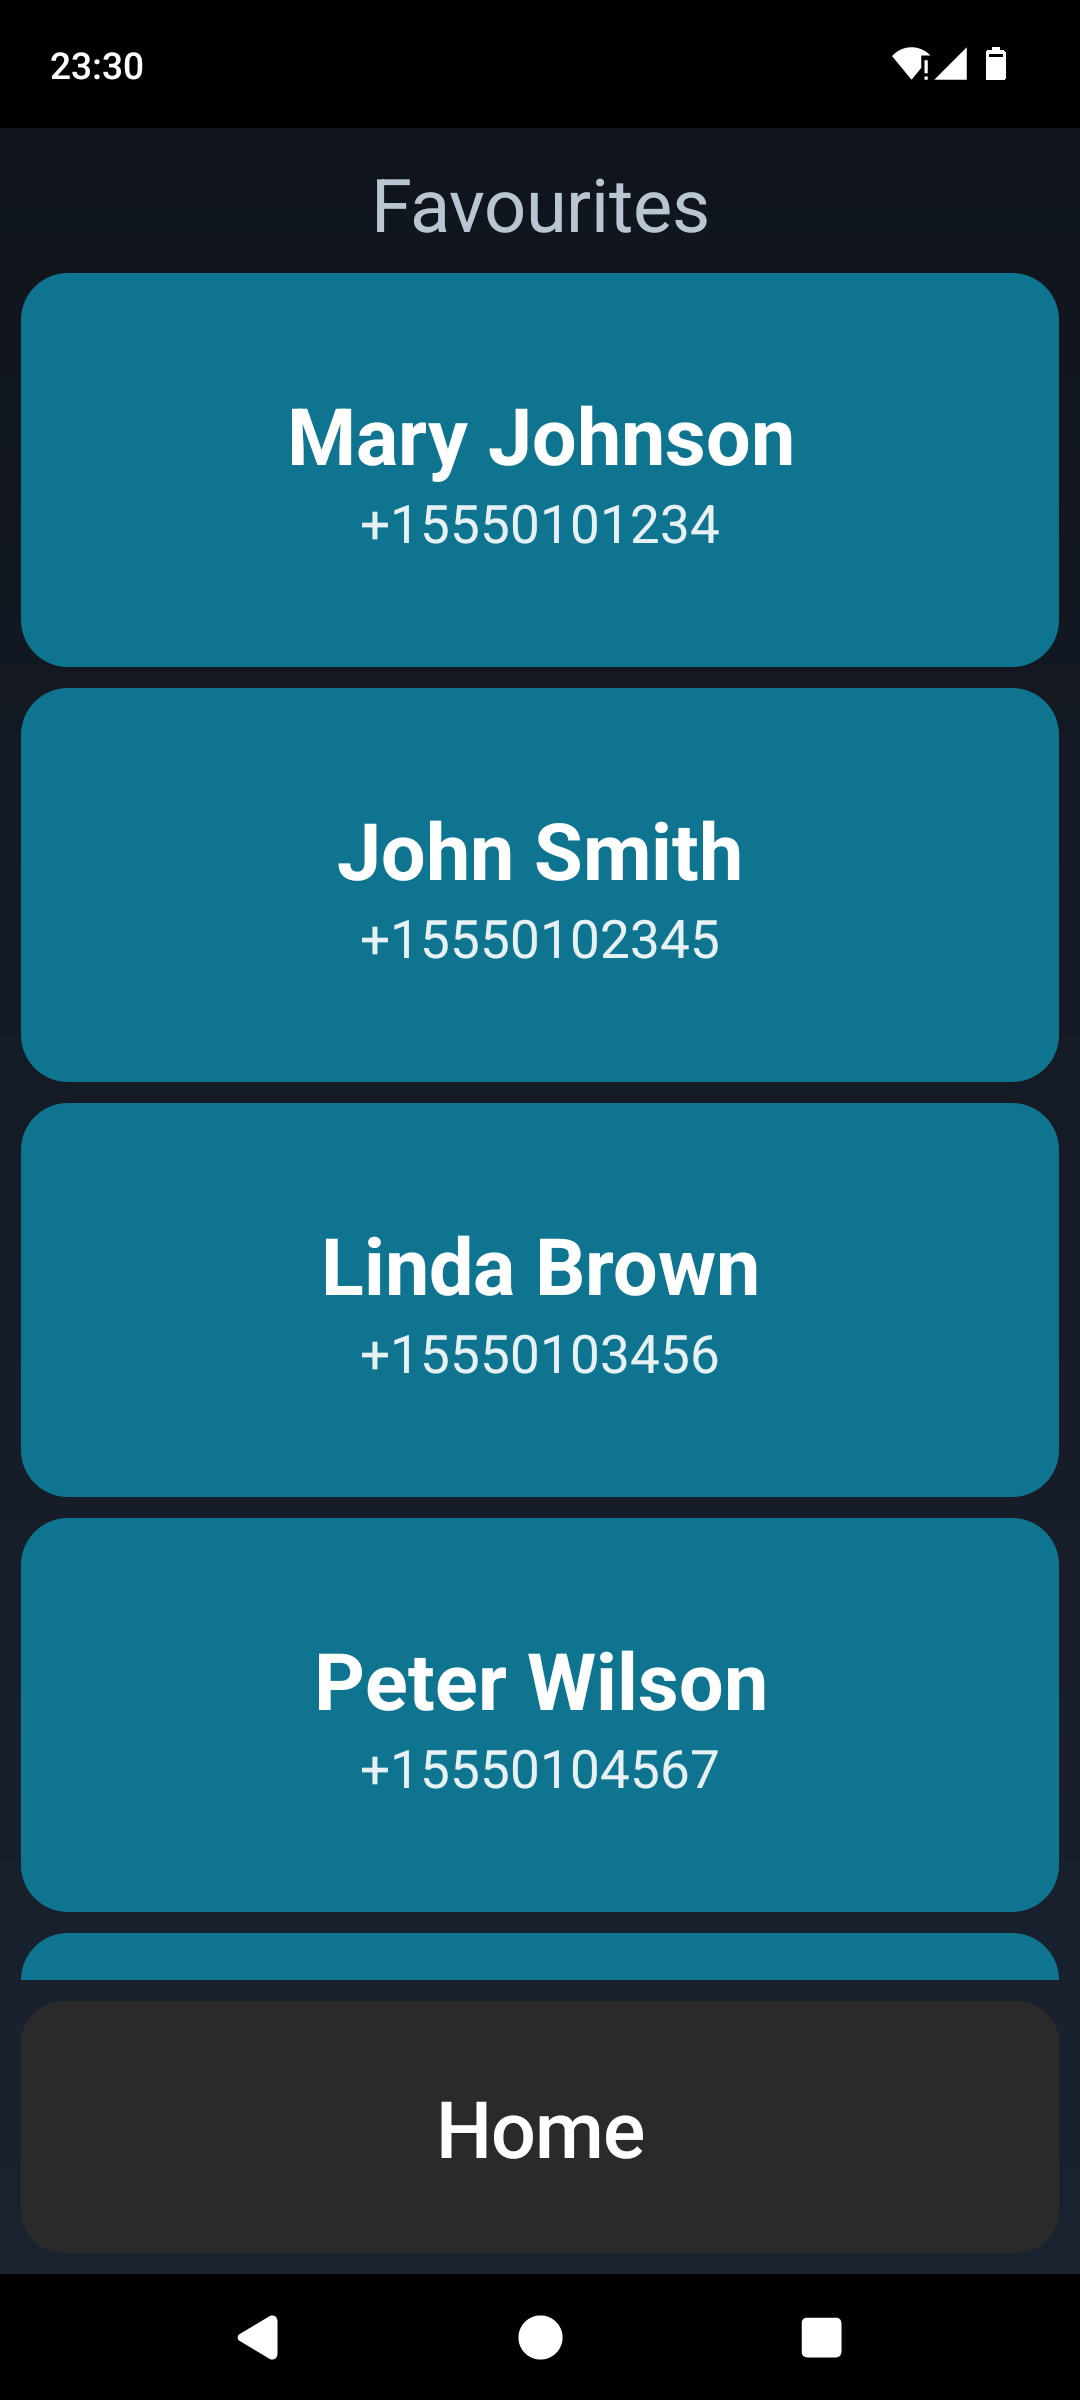 23:30
Favourites
Mary Johnson
+15550101234
John Smith
+15550102345
Linda Brown
+15550103456
Peter Wilson
+15550104567
Home